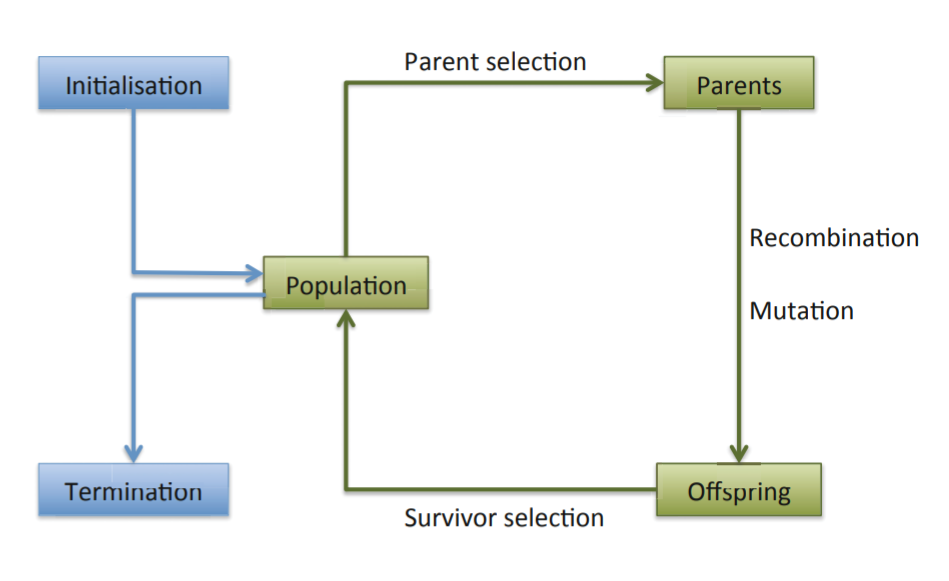 Parent selection
Initialisation
Parents
Recombination
Population
Mutation
Termination
Offspring
Survivor selection